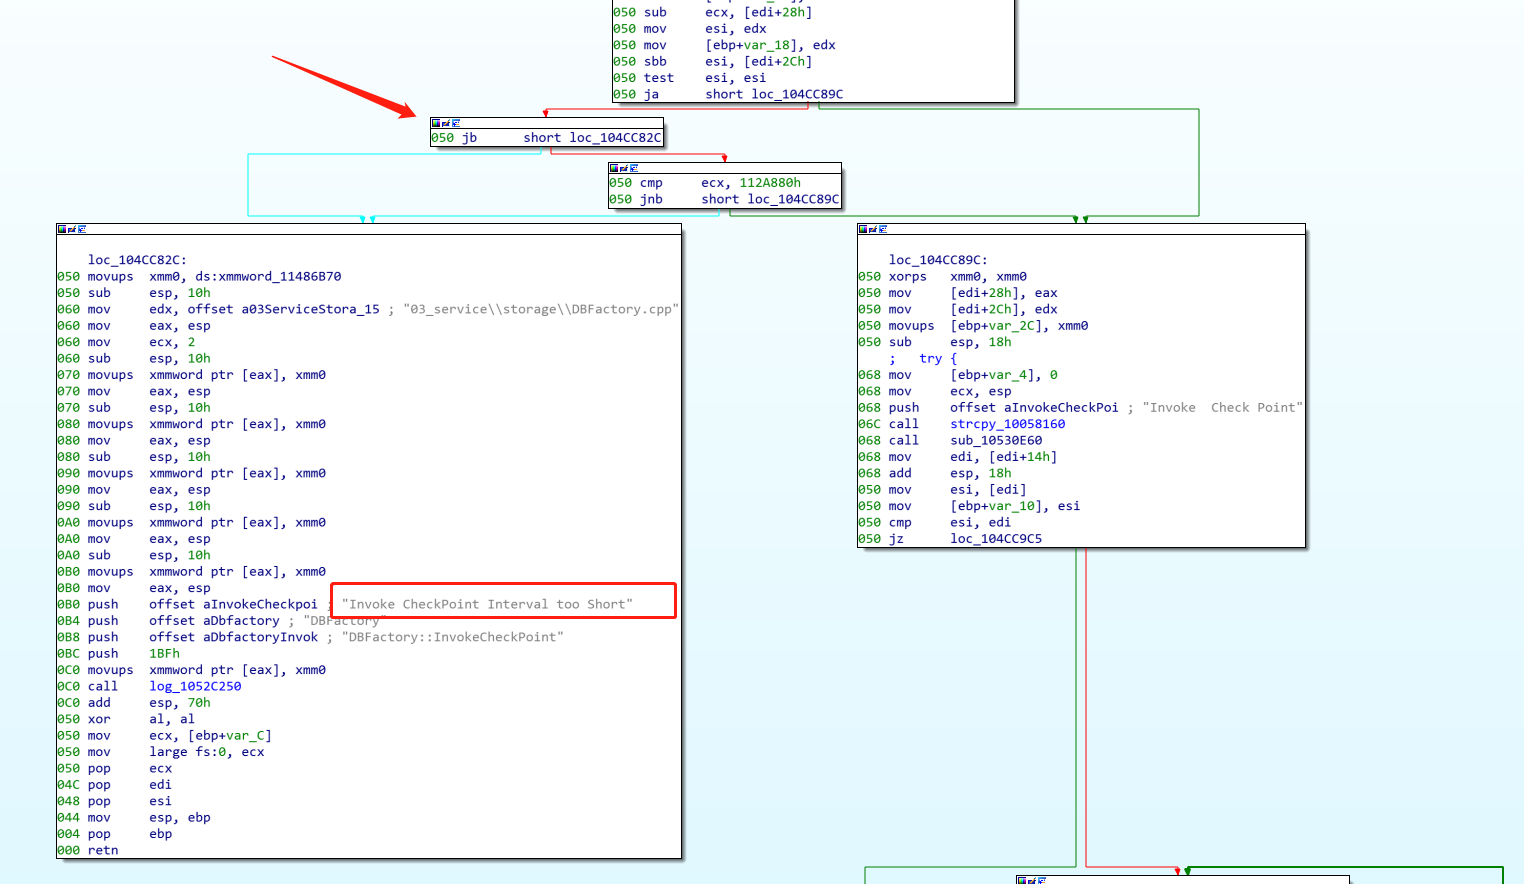 050 sub ecx, [edi+28h]
050 mov esi, edx
050 mov [ebp+var_18], edx
050 sbb esi, [edi+2Ch]
050 test esi, esi
050 ja short loc_104CC89C
050 jb short loc_104CC82C
050 cmp ecx, 112A880h
050 jnb short loc_104CC89C
loc_104CC82C:
050 movups xmm0, ds:xmmword_11486B70
050 sub esp, 10h
060 mov edx, offset a03ServiceStora_15 ; "03_service\\storage\\DBFactory.cpp"
060 mov eax, esp
060 mov ecx, 2
060 sub esp, 10h
070 movups xmmword ptr [eax], xmm0
070 mov eax, esp
070 sub esp, 10h
080 movups xmmword ptr [eax], xmm0
080 mov eax, esp
080 sub esp, 10h
090 movups xmmword ptr [eax], xmm0
090 mov eax, esp
090 sub esp, 10h
0A0 movups xmmword ptr [eax], xmm0
0A0 mov eax, esp
0A0 sub esp, 10h
0B0 movups xmmword ptr [eax], xmm0
0B0 mov eax, esp
0B0 push offset aInvokeCheckpoi ; "Invoke CheckPoint Interval too Short"
0B4 push offset aDbfactory ; "DBFactory"
0B8 push offset aDbfactoryInvok ; "DBFactory::InvokeCheckPoint"
0BC push 1BFh
0C0 movups xmmword ptr [eax], xmm0
0C0 call log_1052C250
0C0 add esp, 70h
050 xor al, al
050 mov ecx, [ebp+var_C]
050 mov large fs:0, ecx
050 pop ecx
04C pop edi
048 pop esi
044 mov esp, ebp
004 pop ebp
000 retn
loc_104CC89C:
050 xorps xmm0, xmm0
050 mov [edi+28h], eax
050 mov [edi+2Ch], edx
050 movups [ebp+var_2C], xmm0
050 sub esp, 18h
; try {
068 mov [ebp+var_4], 0
068 mov ecx, esp
068 push offset aInvokeCheckPoi ; "Invoke  Check Point"
06C call strcpy_10058160
068 call sub_10530E60
068 mov edi, [edi+14h]
068 add esp, 18h
050 mov esi, [edi]
050 mov [ebp+var_10], esi
050 cmp esi, edi
050 jz loc_104CC9C5